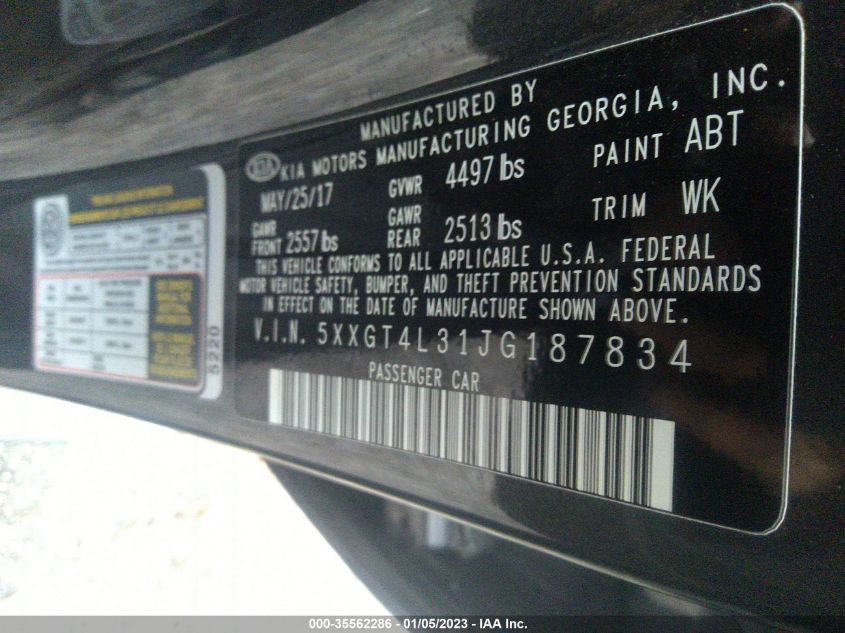 MANUFACTURED BY
KIA KIA MOTORS MANUFACTURING GEORGIA, INC.
MAY/25/17 GVWR 4497 lbs PAINT ABT
GAWR FRONT 2557 lbs GAWR REAR 2513 lbs TRIM WK
THIS VEHICLE CONFORMS TO ALL APPLICABLE U.S.A. FEDERAL
MOTOR VEHICLE SAFETY, BUMPER, AND THEFT PREVENTION STANDARDS
IN EFFECT ON THE DATE OF MANUFACTURE SHOWN ABOVE.
V.I.N. 5XXGT4L31JG187834
PASSENGER CAR
5220
000-35562286 - 01/05/2023 - IAA Inc.